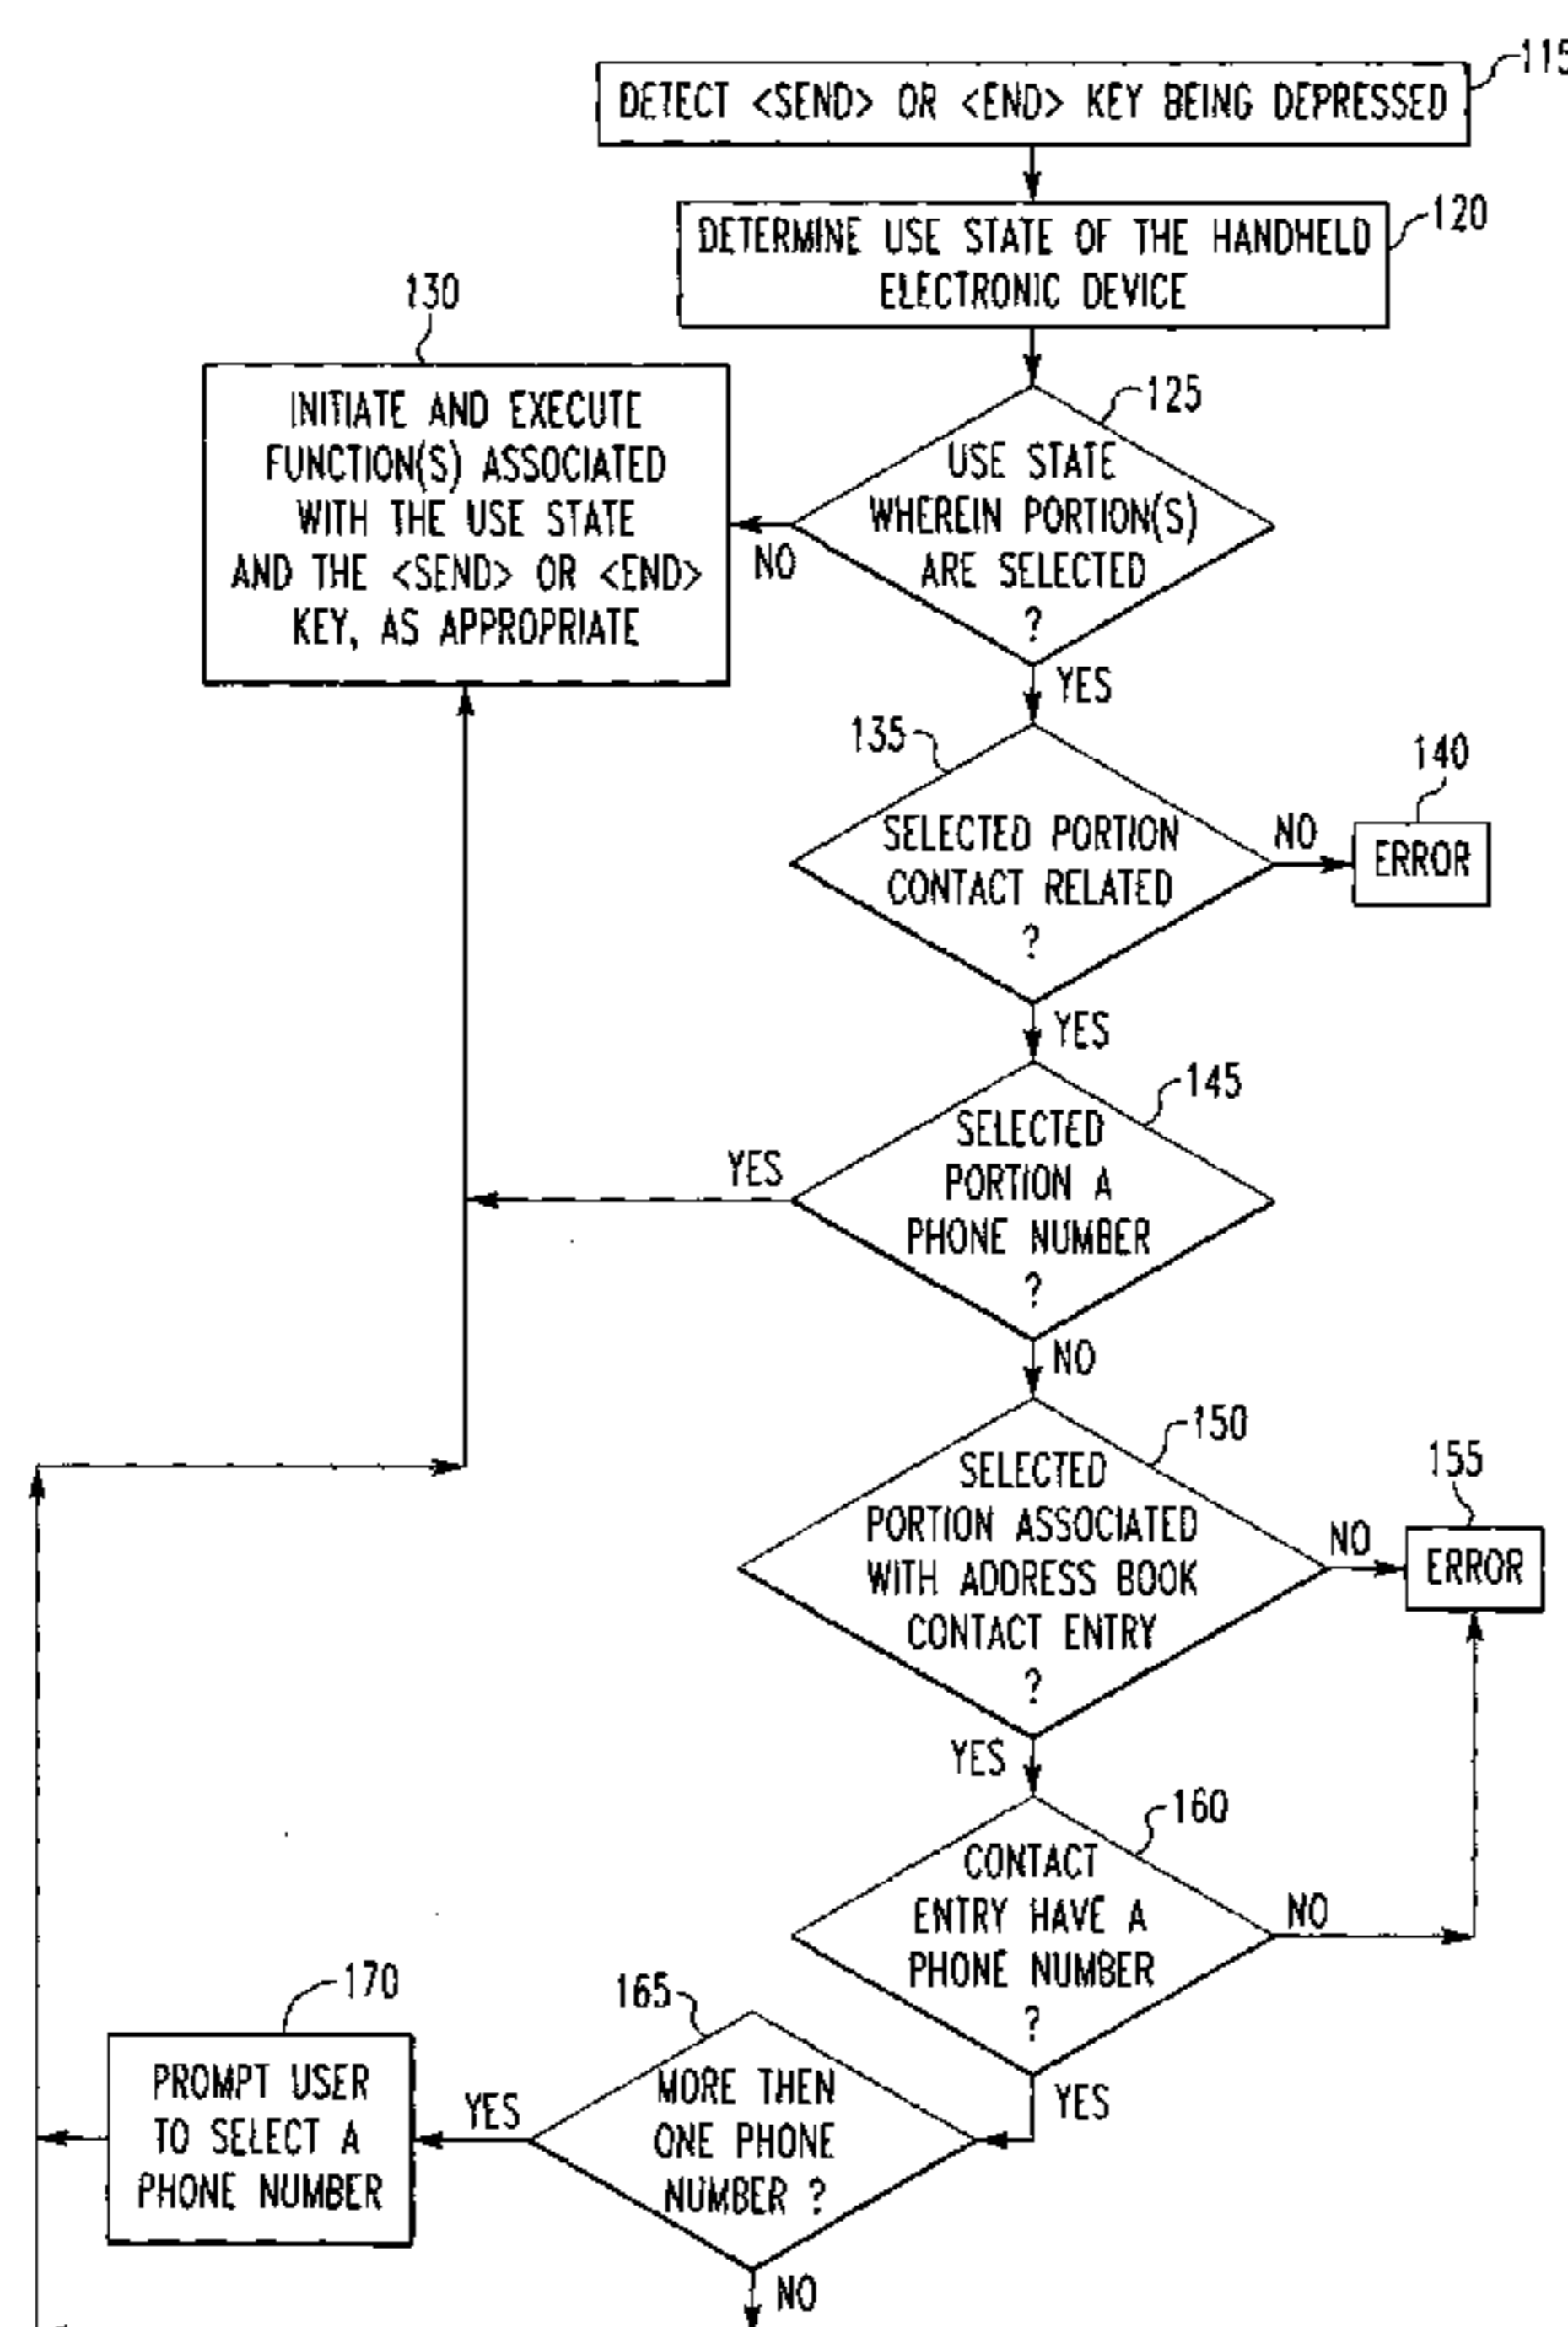 115
DETECT <SEND> OR <END> KEY BEING DEPRESSED
120
DETERMINE USE STATE OF THE HANDHELD
ELECTRONIC DEVICE
130
INITIATE AND EXECUTE
FUNCTION(S) ASSOCIATED
WITH THE USE STATE
AND THE <SEND> OR <END>
KEY, AS APPROPRIATE
125
USE STATE
WHEREIN PORTION(S)
ARE SELECTED
?
NO
YES
135
SELECTED PORTION
CONTACT RELATED
?
NO
140
ERROR
YES
145
SELECTED
PORTION A
PHONE NUMBER
?
YES
NO
150
SELECTED
PORTION ASSOCIATED
WITH ADDRESS BOOK
CONTACT ENTRY
?
NO
155
ERROR
YES
160
CONTACT
ENTRY HAVE A
PHONE NUMBER
?
NO
YES
165
MORE THEN
ONE PHONE
NUMBER ?
YES
170
PROMPT USER
TO SELECT A
PHONE NUMBER
NO